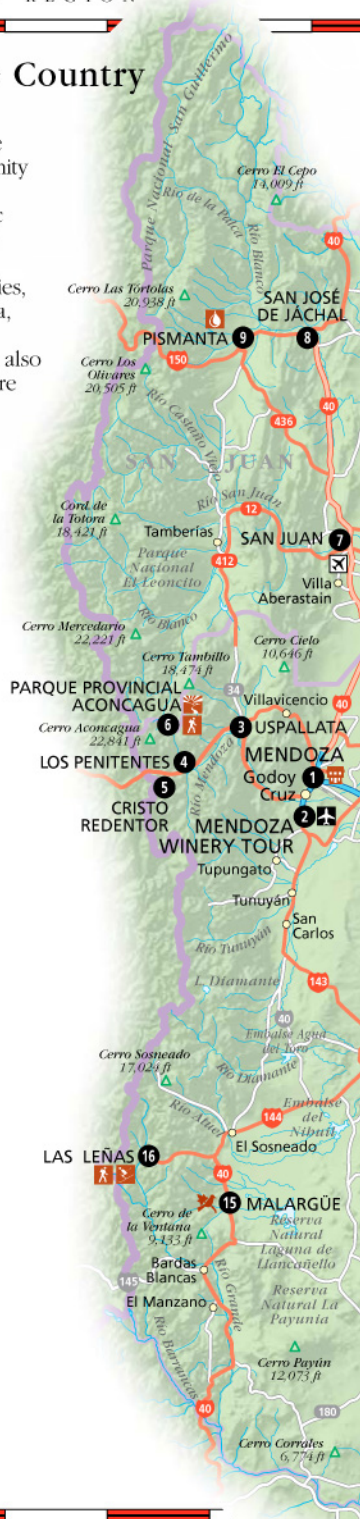 REGION
Country
nity
ies,
a,
also
re
Parque Nacional San Guillermo
Cerro El Cepo
14,009 ft
Río de la Palca
Río Blanco
40
Cerro Las Tórtolas
20,938 ft
SAN JOSÉ
DE JÁCHAL
PISMANTA 9
8
150
Cerro Los
Olivares
20,505 ft
40
436
Río Castaño Viejo
SAN JUAN
Río San Juan
Cord. de
la Totora
18,421 ft
12
Tamberías
SAN JUAN 7
Parque
Nacional
El Leoncito
412
Villa
Aberastain
Río Blanco
Cerro Mercedario
22,221 ft
Cerro Cielo
10,646 ft
Cerro Tambillo
18,474 ft
34
PARQUE PROVINCIAL
ACONCAGUA
Villavicencio
40
6
Cerro Aconcagua
22,841 ft
3 USPALLATA
MENDOZA
LOS PENITENTES 4
Río Mendoza
Godoy
Cruz
1
5
CRISTO
REDENTOR
2
MENDOZA
WINERY TOUR
Tupungato
Tunuyán
San
Carlos
Río Tunuyán
L. Diamante
143
40
Embalse Agua
del Toro
Cerro Sosneado
17,024 ft
Río Diamante
Embalse
del
Nihuil
Río Atuel
144
El Sosneado
LAS LEÑAS 16
40
15 MALARGÜE
Cerro de
la Ventana
9,133 ft
Reserva
Natural
Laguna de
Llancañello
Bardas
Blancas
145
Río Grande
Reserva
Natural La
Payunia
El Manzano
Río Barrancas
Cerro Payún
12,073 ft
40
180
Cerro Corrales
6,774 ft